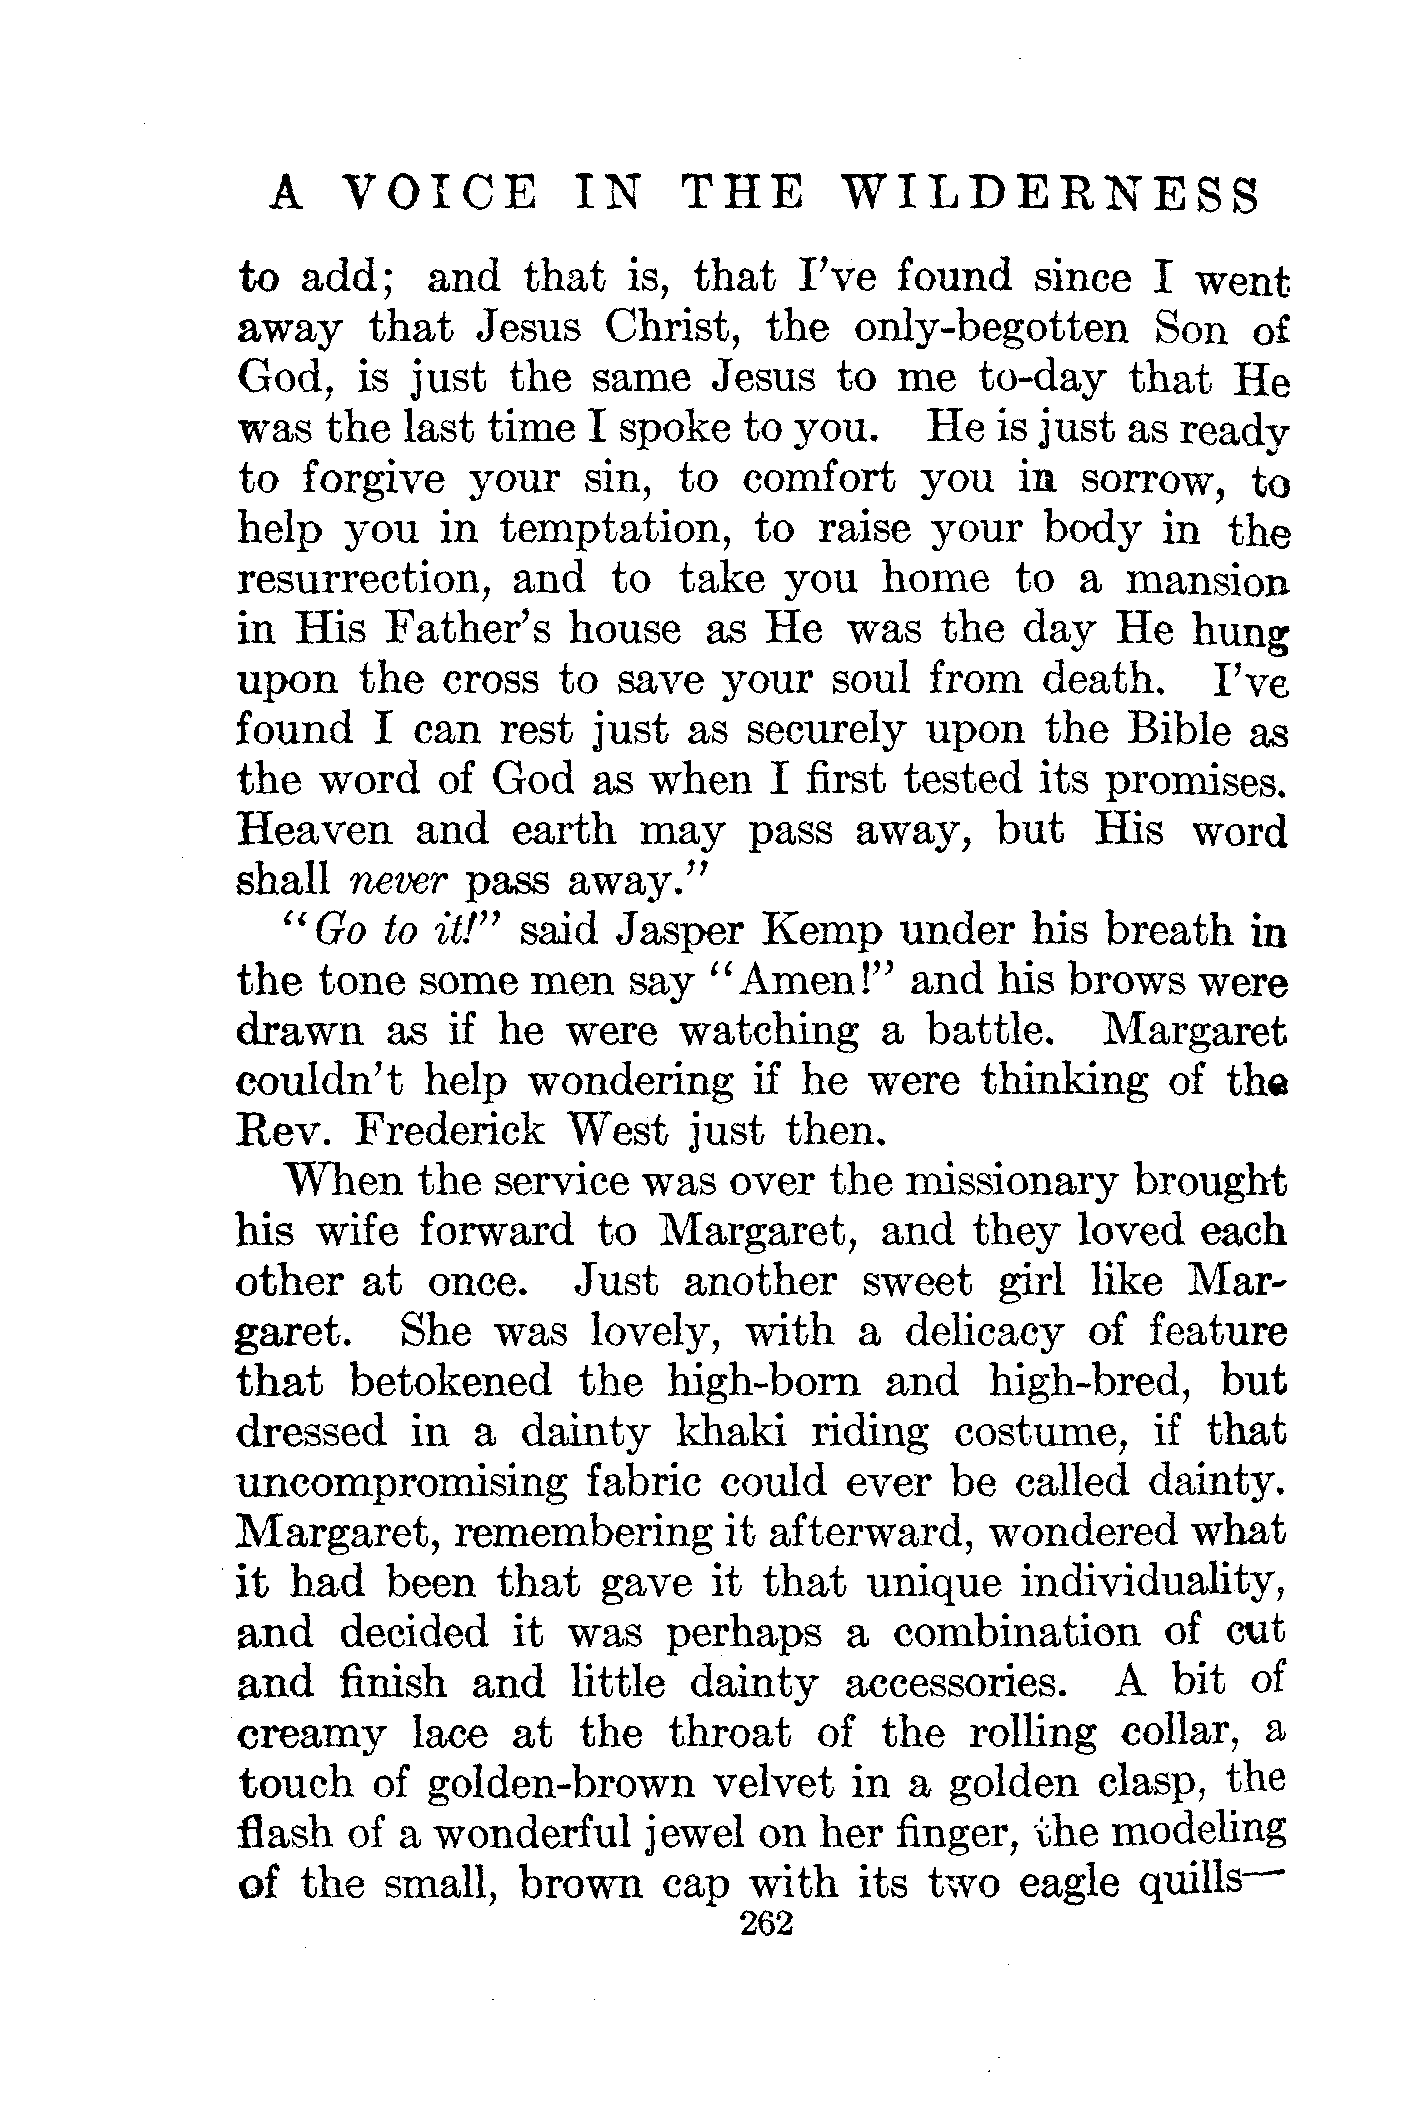 A VOICE IN THE WILDERNESS
to add; and that is, that I've found since I went
away that Jesus Christ, the only-begotten Son of
God, is just the same Jesus to me to-day that He
was the last time I spoke to you. He is just as ready
to forgive your sin, to comfort you in sorrow, to
help you in temptation, to raise your body in the
resurrection, and to take you home to a mansion
in His Father's house as He was the day He hung
upon the cross to save your soul from death. I've
found I can rest just as securely upon the Bible as
the word of God as when I first tested its promises.
Heaven and earth may pass away, but His word
shall never pass away."
"Go to it!" said Jasper Kemp under his breath in
the tone some men say "Amen!" and his brows were
drawn as if he were watching a battle. Margaret
couldn't help wondering if he were thinking of the
Rev. Frederick West just then.
When the service was over the missionary brought
his wife forward to Margaret, and they loved each
other at once. Just another sweet girl like Mar-
garet. She was lovely, with a delicacy of feature
that betokened the high-born and high-bred, but
dressed in a dainty khaki riding costume, if that
uncompromising fabric could ever be called dainty.
Margaret, remembering it afterward, wondered what
it had been that gave it that unique individuality,
and decided it was perhaps a combination of cut
and finish and little dainty accessories. A bit of
creamy lace at the throat of the rolling collar, a
touch of golden-brown velvet in a golden clasp, the
flash of a wonderful jewel on her finger, the modeling
of the small, brown cap with its two eagle quills—
262